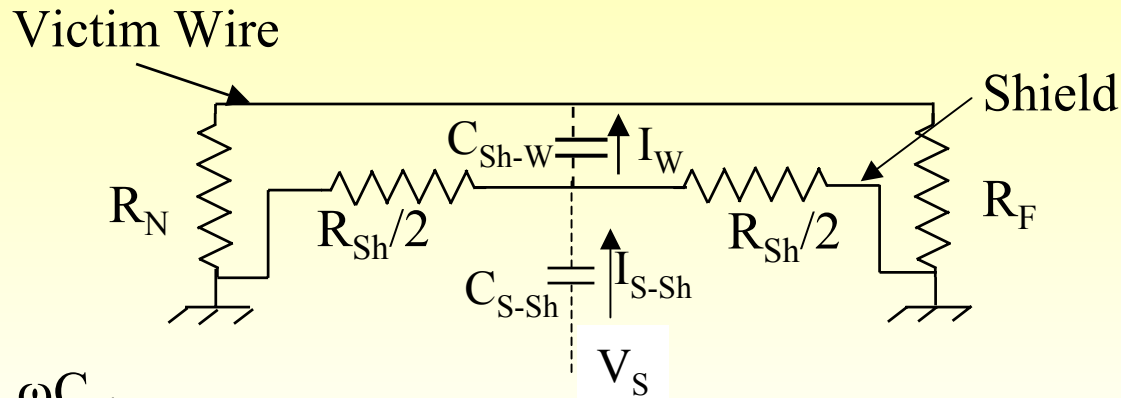 Victim Wire
Shield
C_Sh-W
I_W
R_N
R_Sh/2
R_Sh/2
R_F
C_S-Sh
I_S-Sh
V_S